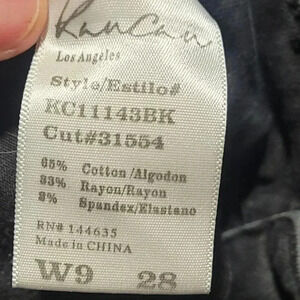 KanCan
Los Angeles
Style/Estilo#
KC11143BK
Cut#31554
65% Cotton/Algodon
33% Rayon/Rayon
2% Spandex/Elastano
RN# 144635
Made in CHINA
W9 28